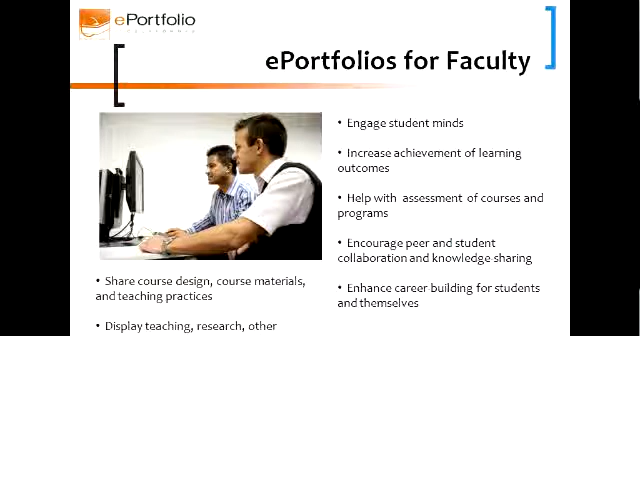 ePortfolio
ePortfolios for Faculty
• Engage student minds
• Increase achievement of learning
outcomes
• Help with assessment of courses and
programs
• Encourage peer and student
collaboration and knowledge-sharing
• Enhance career building for students
and themselves
• Share course design, course materials,
and teaching practices
• Display teaching, research, other